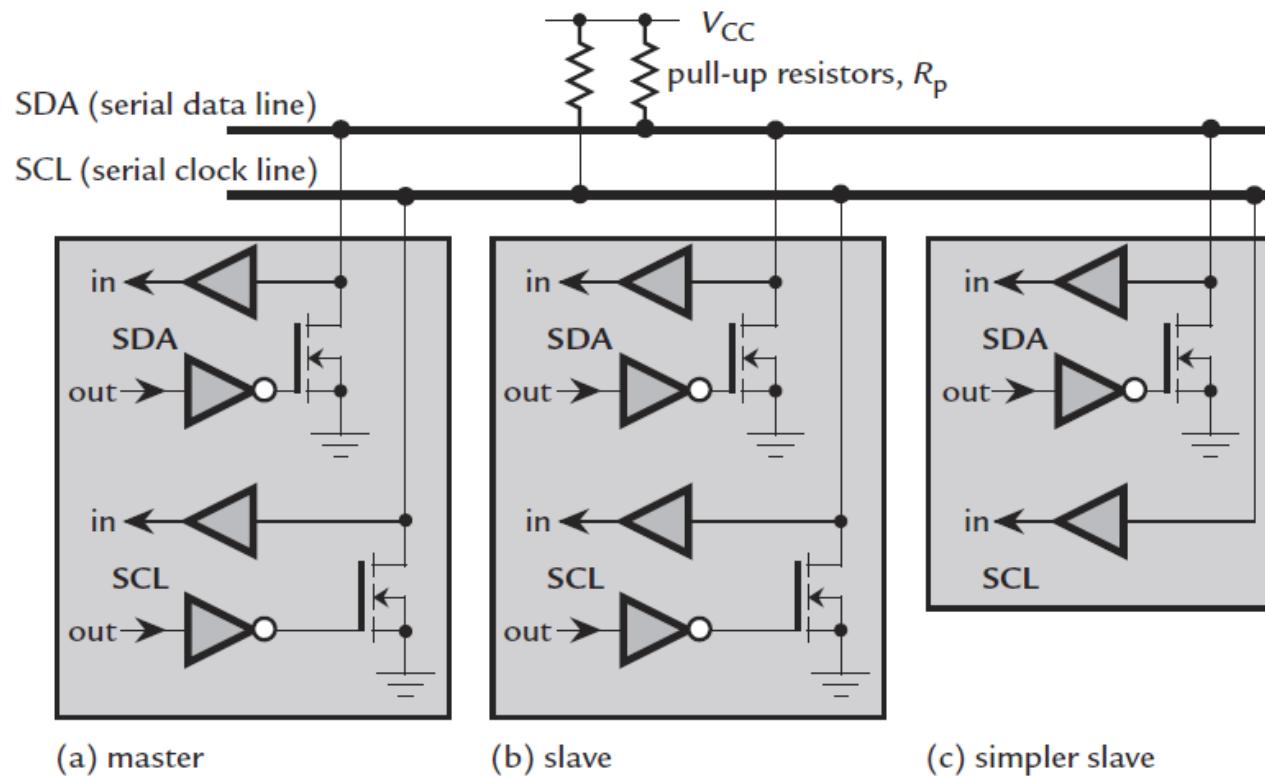 VCC
pull-up resistors, Rp
SDA (serial data line)
SCL (serial clock line)
in
SDA
out
in
SCL
out
in
SDA
out
in
SCL
out
in
SDA
out
in
SCL
(a) master
(b) slave
(c) simpler slave